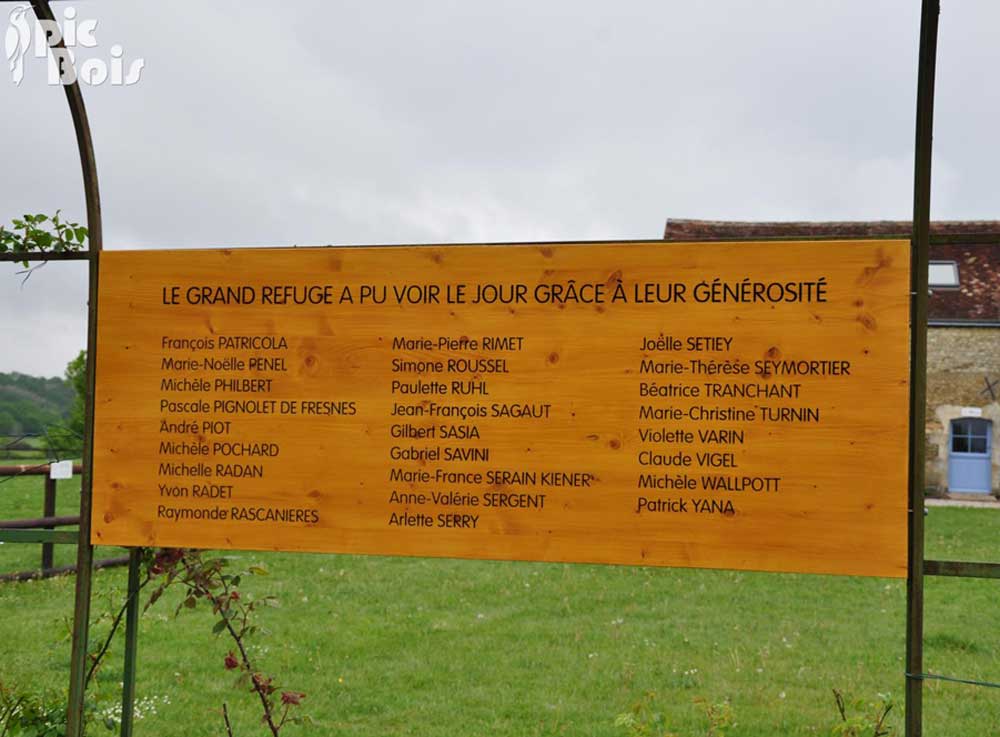 pic
Bois
LE GRAND REFUGE A PU VOIR LE JOUR GRÂCE À LEUR GÉNÉROSITÉ
François PATRICOLA
Marie-Noëlle PENEL
Michèle PHILBERT
Pascale PIGNOLET DE FRESNES
André PIOT
Michèle POCHARD
Michelle RADAN
Yvon RADET
Raymonde RASCANIERES
Marie-Pierre RIMET
Simone ROUSSEL
Paulette RUHL
Jean-François SAGAUT
Gilbert SASIA
Gabriel SAVINI
Marie-France SERAIN KIENER
Anne-Valérie SERGENT
Arlette SERRY
Joëlle SETIEY
Marie-Thérèse SEYMORTIER
Béatrice TRANCHANT
Marie-Christine TURNIN
Violette VARIN
Claude VIGEL
Michèle WALLPOTT
Patrick YANA